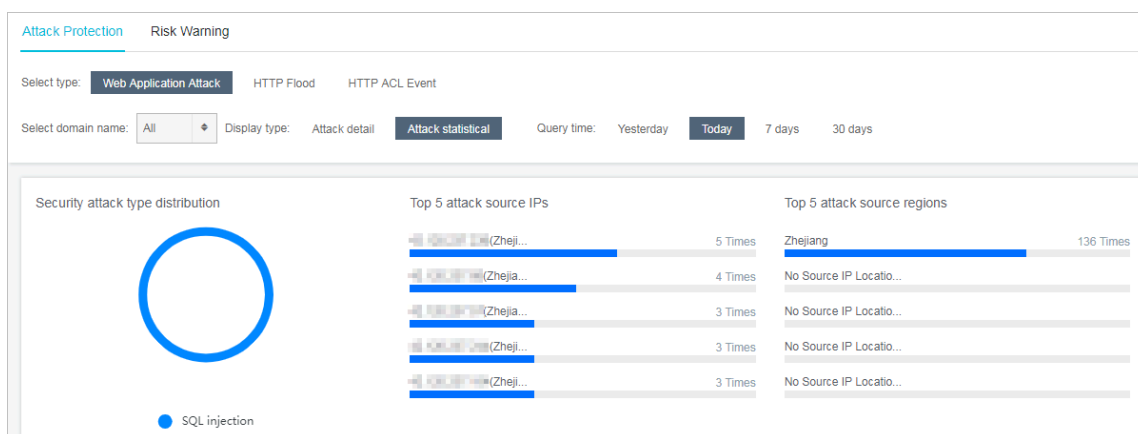 Attack Protection Risk Warning
Select type: Web Application Attack HTTP Flood HTTP ACL Event
Select domain name: All Display type: Attack detail Attack statistical Query time: Yesterday Today 7 days 30 days
Security attack type distribution
SQL injection
Top 5 attack source IPs
(Zheji... 5 Times
(Zhejia... 4 Times
(Zhejia... 3 Times
(Zheji... 3 Times
(Zheji... 3 Times
Top 5 attack source regions
Zhejiang 136 Times
No Source IP Locatio...
No Source IP Locatio...
No Source IP Locatio...
No Source IP Locatio...